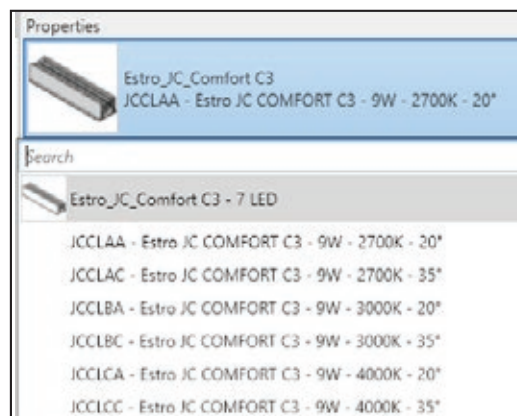 Properties
Estro_JC_Comfort C3
JCCLAA - Estro JC COMFORT C3 - 9W - 2700K - 20°
Search
Estro_JC_Comfort C3 - 7 LED
JCCLAA - Estro JC COMFORT C3 - 9W - 2700K - 20°
JCCLAC - Estro JC COMFORT C3 - 9W - 2700K - 35°
JCCLBA - Estro JC COMFORT C3 - 9W - 3000K - 20°
JCCLBC - Estro JC COMFORT C3 - 9W - 3000K - 35°
JCCLCA - Estro JC COMFORT C3 - 9W - 4000K - 20°
JCCLCC - Estro JC COMFORT C3 - 9W - 4000K - 35°